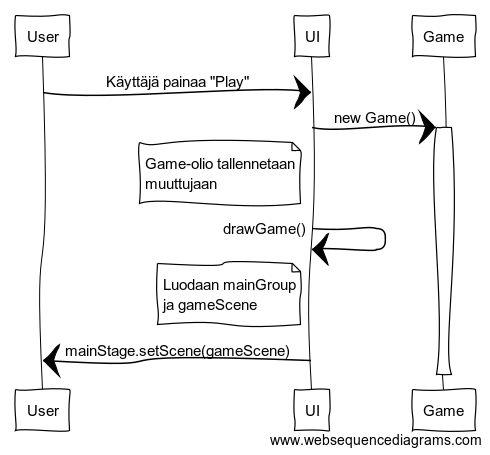 User
UI
Game
Käyttäjä painaa "Play"
new Game()
Game-olio tallennetaan
muuttujaan
drawGame()
Luodaan mainGroup
ja gameScene
mainStage.setScene(gameScene)
User
UI
Game
www.websequencediagrams.com